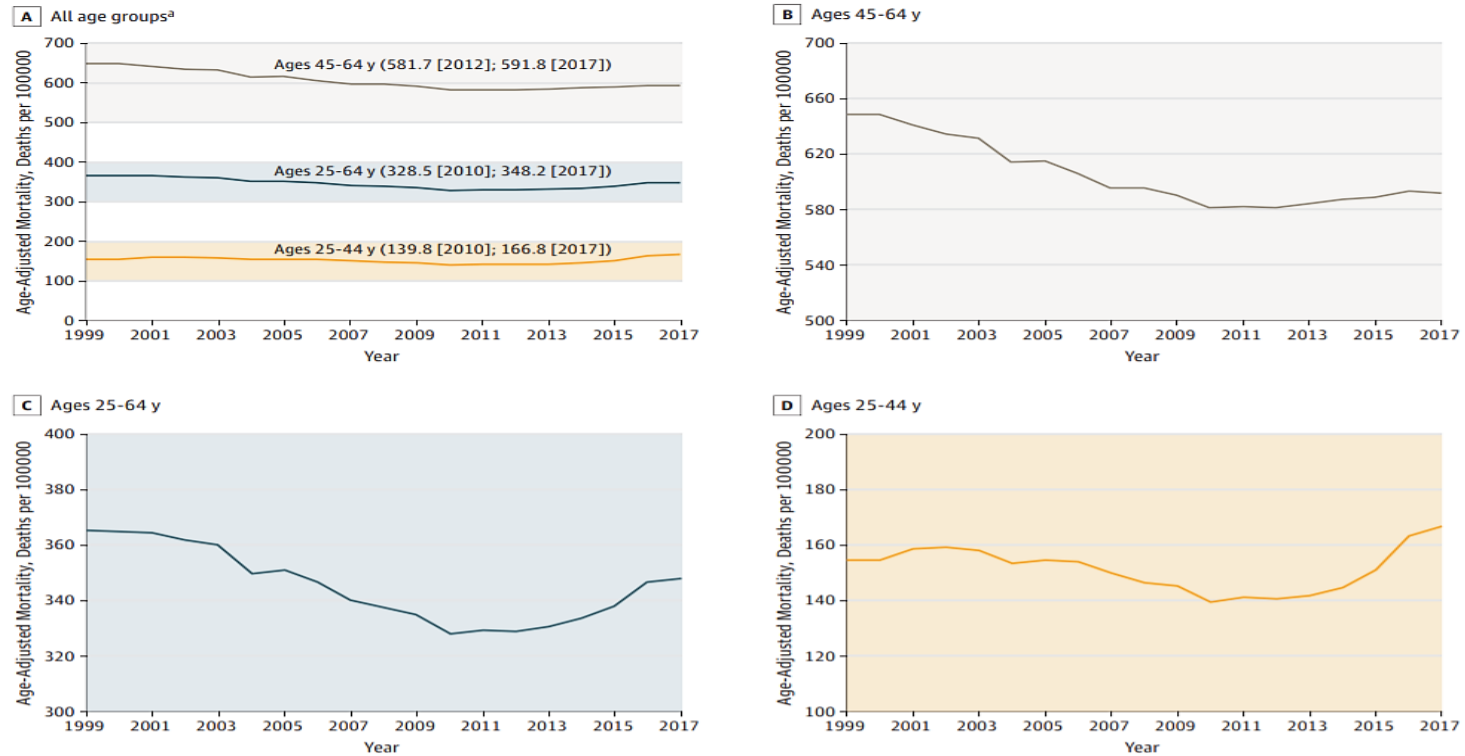 A All age groupsa
Age-Adjusted Mortality, Deaths per 100000
700
600
500
400
300
200
100
0
Ages 45-64 y (581.7 [2012]; 591.8 [2017])
Ages 25-64 y (328.5 [2010]; 348.2 [2017])
Ages 25-44 y (139.8 [2010]; 166.8 [2017])
1999 2001 2003 2005 2007 2009 2011 2013 2015 2017
Year
B Ages 45-64 y
Age-Adjusted Mortality, Deaths per 100000
700
660
620
580
540
500
1999 2001 2003 2005 2007 2009 2011 2013 2015 2017
Year
C Ages 25-64 y
Age-Adjusted Mortality, Deaths per 100000
400
380
360
340
320
300
1999 2001 2003 2005 2007 2009 2011 2013 2015 2017
Year
D Ages 25-44 y
Age-Adjusted Mortality, Deaths per 100000
200
180
160
140
120
100
1999 2001 2003 2005 2007 2009 2011 2013 2015 2017
Year